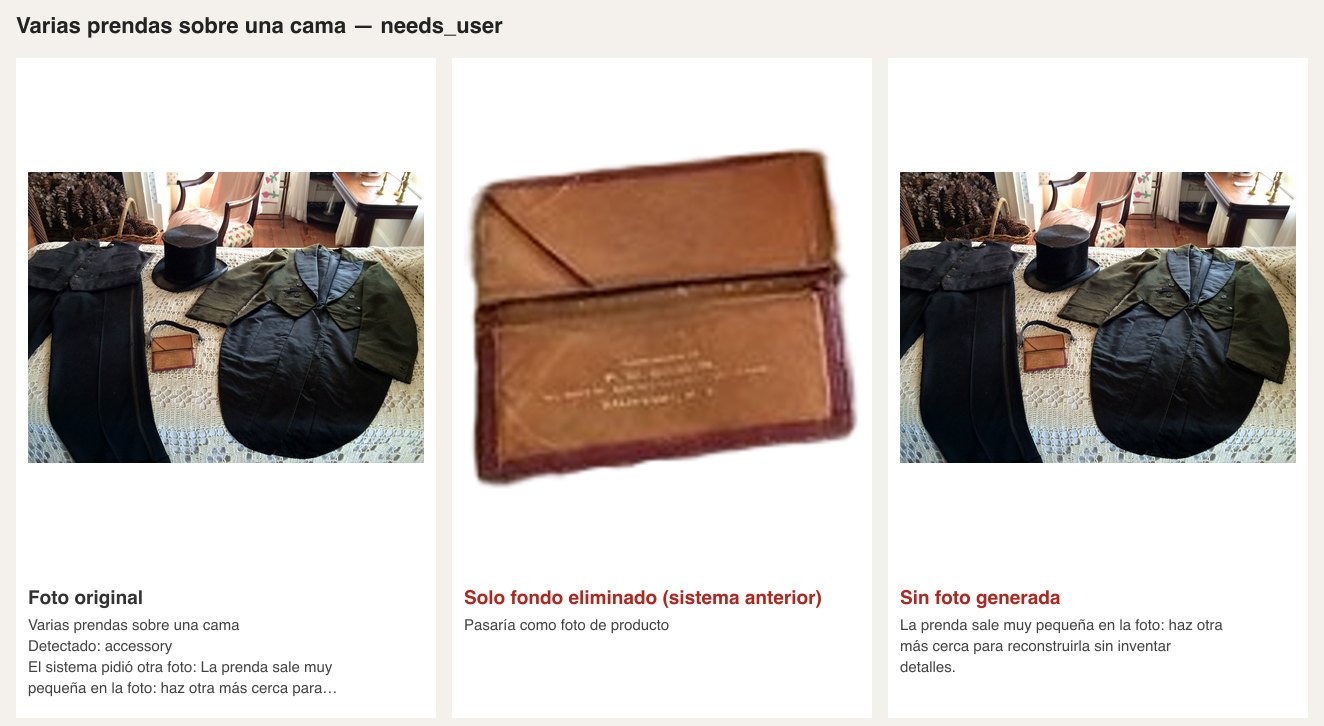 Varias prendas sobre una cama — needs_user
Foto original
Varias prendas sobre una cama
Detectado: accessory
El sistema pidió otra foto: La prenda sale muy
pequeña en la foto: haz otra más cerca para…
Solo fondo eliminado (sistema anterior)
Pasaría como foto de producto
Sin foto generada
La prenda sale muy pequeña en la foto: haz otra
más cerca para reconstruirla sin inventar
detalles.